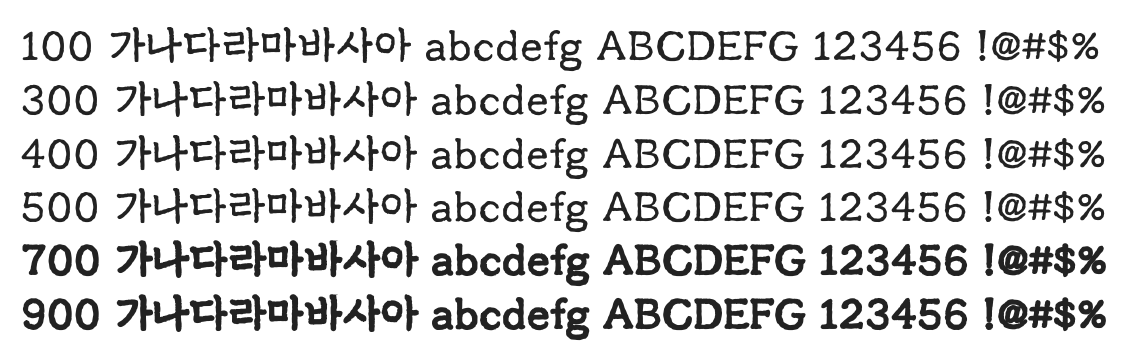 100 가나다라마바사아 abcdefg ABCDEFG 123456 !@#$%
300 가나다라마바사아 abcdefg ABCDEFG 123456 !@#$%
400 가나다라마바사아 abcdefg ABCDEFG 123456 !@#$%
500 가나다라마바사아 abcdefg ABCDEFG 123456 !@#$%
700 가나다라마바사아 abcdefg ABCDEFG 123456 !@#$%
900 가나다라마바사아 abcdefg ABCDEFG 123456 !@#$%